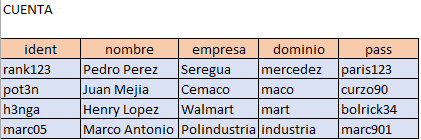 CUENTA
ident nombre empresa dominio pass
rank123 Pedro Perez Seregua mercedez paris123
pot3n Juan Mejia Cemaco maco curzo90
h3nga Henry Lopez Walmart mart bolrick34
marc05 Marco Antonio Polindustria industria marc901